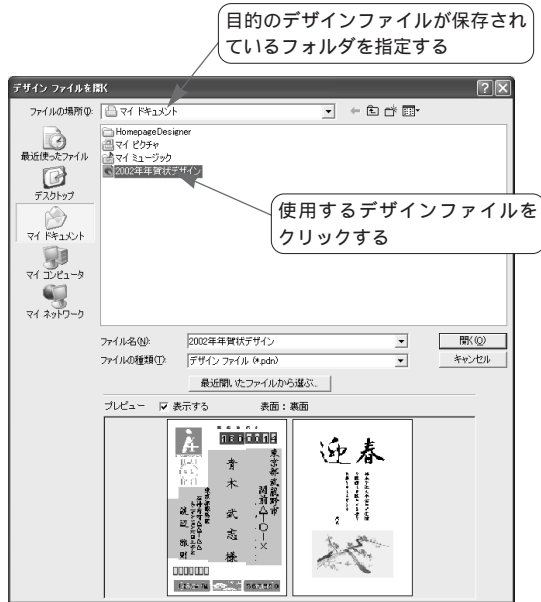 目的のデザインファイルが保存され
ているフォルダを指定する
デザイン ファイルを開く
ファイルの場所(I):
マイ ドキュメント
最近使ったファイル
デスクトップ
マイ ドキュメント
マイ コンピュータ
マイ ネットワーク
HomepageDesigner
マイ ピクチャ
マイ ミュージック
2002年年賀状デザイン
使用するデザインファイルを
クリックする
ファイル名(N):
2002年年賀状デザイン
開く(O)
ファイルの種類(T):
デザイン ファイル (*.pdn)
キャンセル
最近開いたファイルから選ぶ...
プレビュー
表示する
表面 : 裏面
東京都武蔵野市
青木 武志 様
迎春